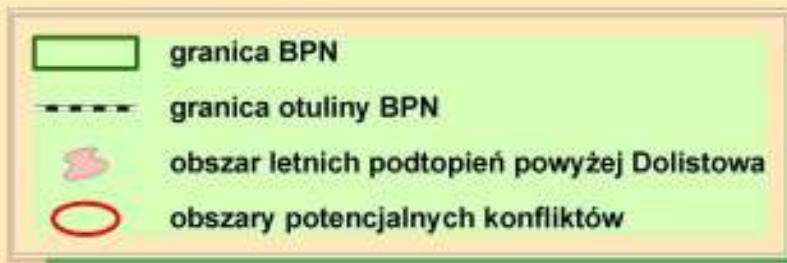 granica BPN
granica otuliny BPN
obszar letnich podtopień powyżej Dolistowa
obszary potencjalnych konfliktów